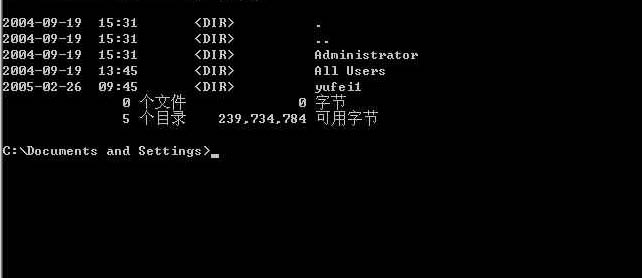 2004-09-19  15:31       <DIR>          .
2004-09-19  15:31       <DIR>          ..
2004-09-19  15:31       <DIR>          Administrator
2004-09-19  13:45       <DIR>          All Users
2005-02-26  09:45       <DIR>          yufei1
0 个文件              0 字节
5 个目录    239,734,784 可用字节
C:\Documents and Settings>_